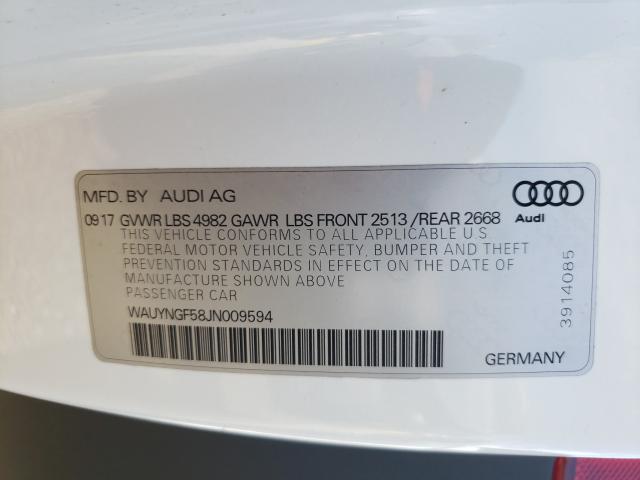 MFD. BY AUDI AG
09 17 GVWR LBS 4982 GAWR LBS FRONT 2513 /REAR 2668
Audi
THIS VEHICLE CONFORMS TO ALL APPLICABLE U S
FEDERAL MOTOR VEHICLE SAFETY, BUMPER AND THEFT
PREVENTION STANDARDS IN EFFECT ON THE DATE OF
MANUFACTURE SHOWN ABOVE
PASSENGER CAR
WAUYNGF58JN009594
GERMANY
3914085